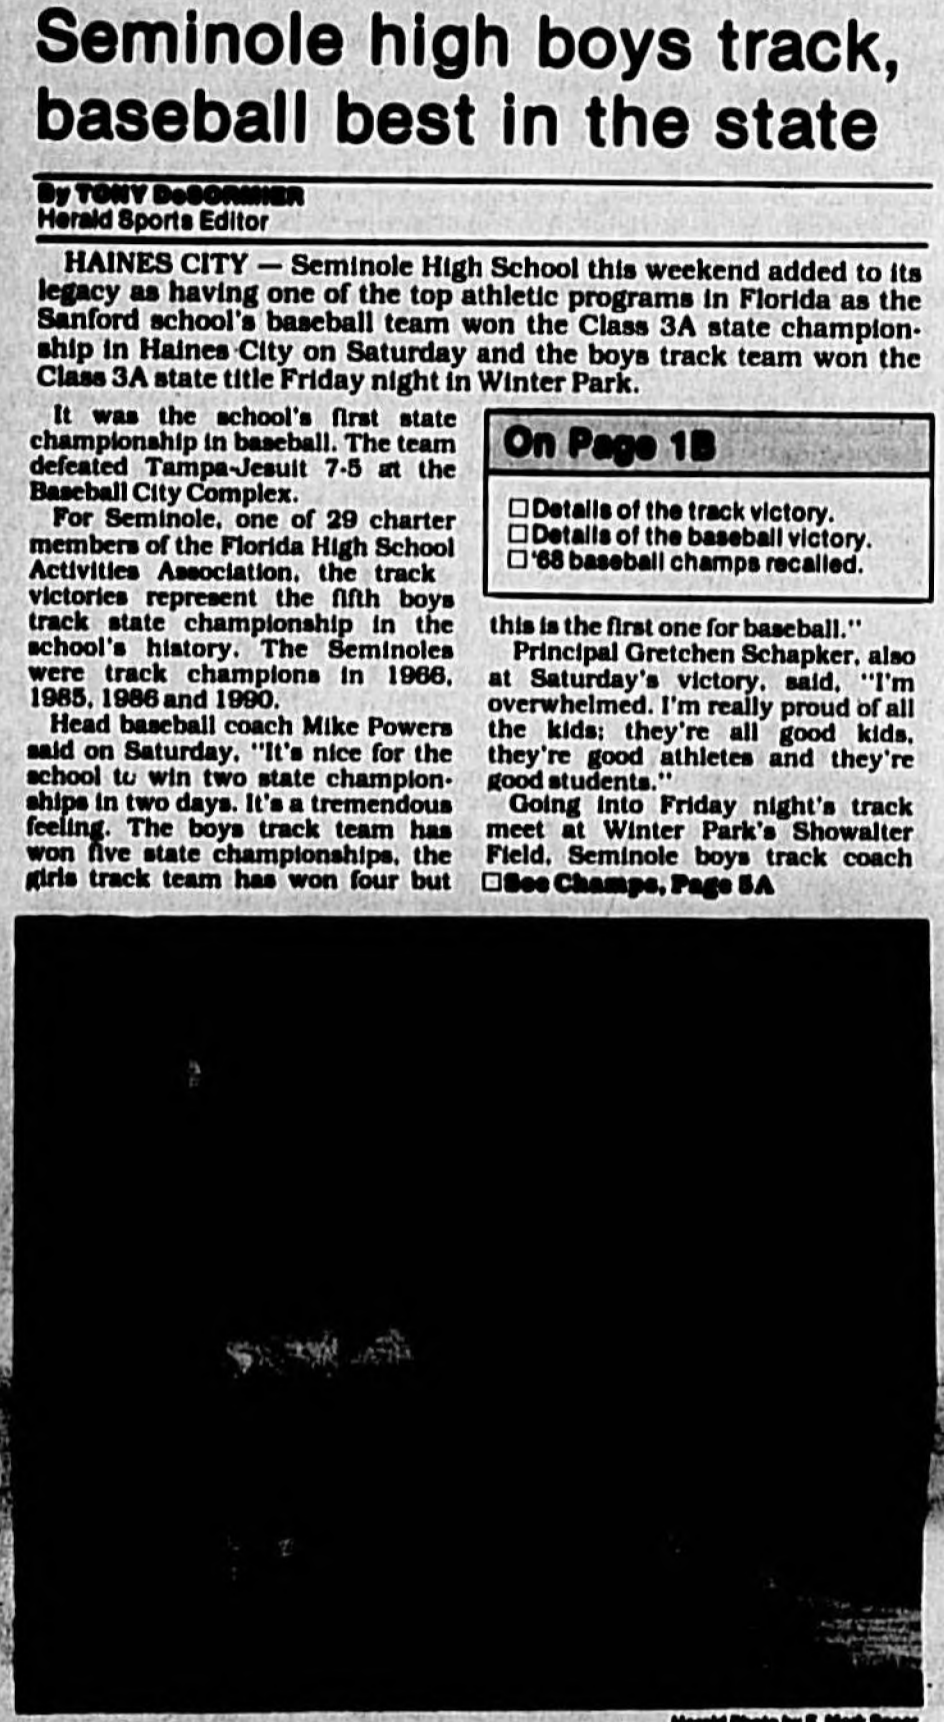 Seminole high boys track,
baseball best in the state
By TONY DeSORMIER
Herald Sports Editor
HAINES CITY — Seminole High School this weekend added to its
legacy as having one of the top athletic programs in Florida as the
Sanford school's baseball team won the Class 3A state champion-
ship in Haines City on Saturday and the boys track team won the
Class 3A state title Friday night in Winter Park.
It was the school's first state
championship in baseball. The team
defeated Tampa-Jesuit 7-5 at the
Baseball City Complex.
For Seminole, one of 29 charter
members of the Florida High School
Activities Association, the track
victories represent the fifth boys
track state championship in the
school's history. The Seminoles
were track champions in 1966,
1985, 1986 and 1990.
Head baseball coach Mike Powers
said on Saturday, "It's nice for the
school to win two state champion-
ships in two days. It's a tremendous
feeling. The boys track team has
won five state championships, the
girls track team has won four but
On Page 1B
□ Details of the track victory.
□ Details of the baseball victory.
□ '68 baseball champs recalled.
this is the first one for baseball."
Principal Gretchen Schapker, also
at Saturday's victory, said, "I'm
overwhelmed. I'm really proud of all
the kids; they're all good kids,
they're good athletes and they're
good students."
Going into Friday night's track
meet at Winter Park's Showalter
Field, Seminole boys track coach
□ See Champs, Page 5A
Herald Photo by